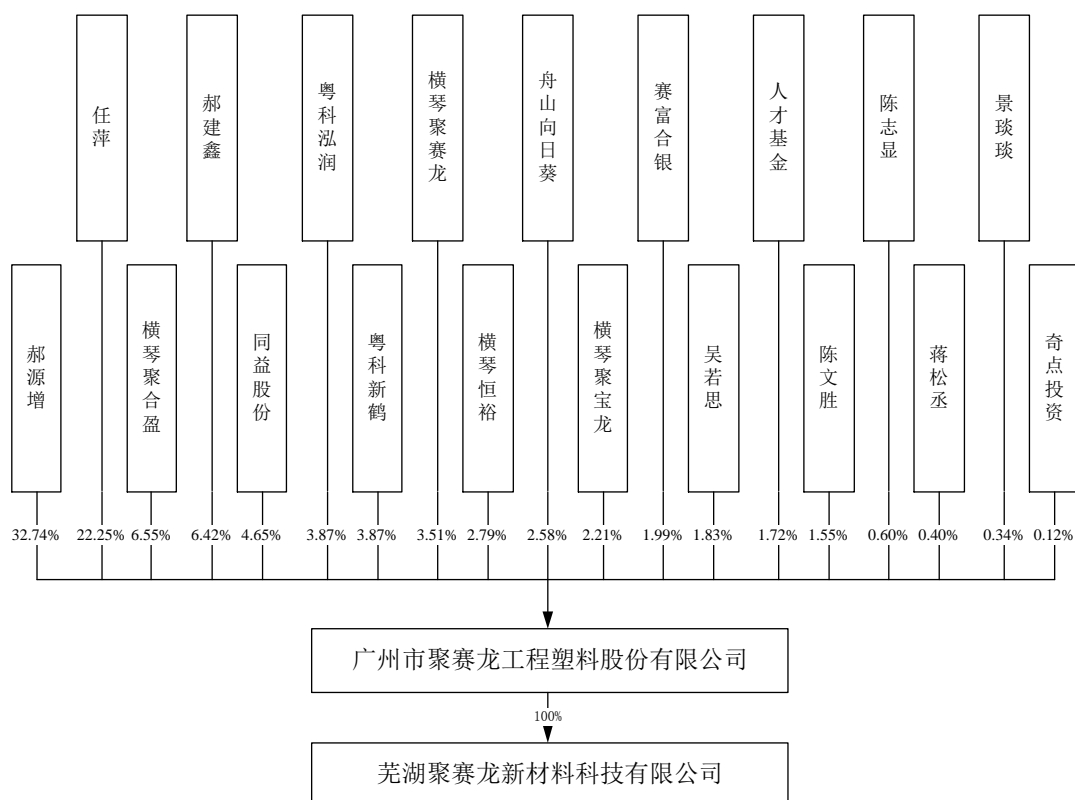 任萍
郝建鑫
粤科泓润
横琴聚赛龙
舟山向日葵
赛富合银
人才基金
陈志显
景琰琰
郝源增
横琴聚合盈
同益股份
粤科新鹤
横琴恒裕
横琴聚宝龙
吴若思
陈文胜
蒋松丞
奇点投资
32.74%
22.25%
6.55%
6.42%
4.65%
3.87%
3.87%
3.51%
2.79%
2.58%
2.21%
1.99%
1.83%
1.72%
1.55%
0.60%
0.40%
0.34%
0.12%
广州市聚赛龙工程塑料股份有限公司
100%
芜湖聚赛龙新材料科技有限公司